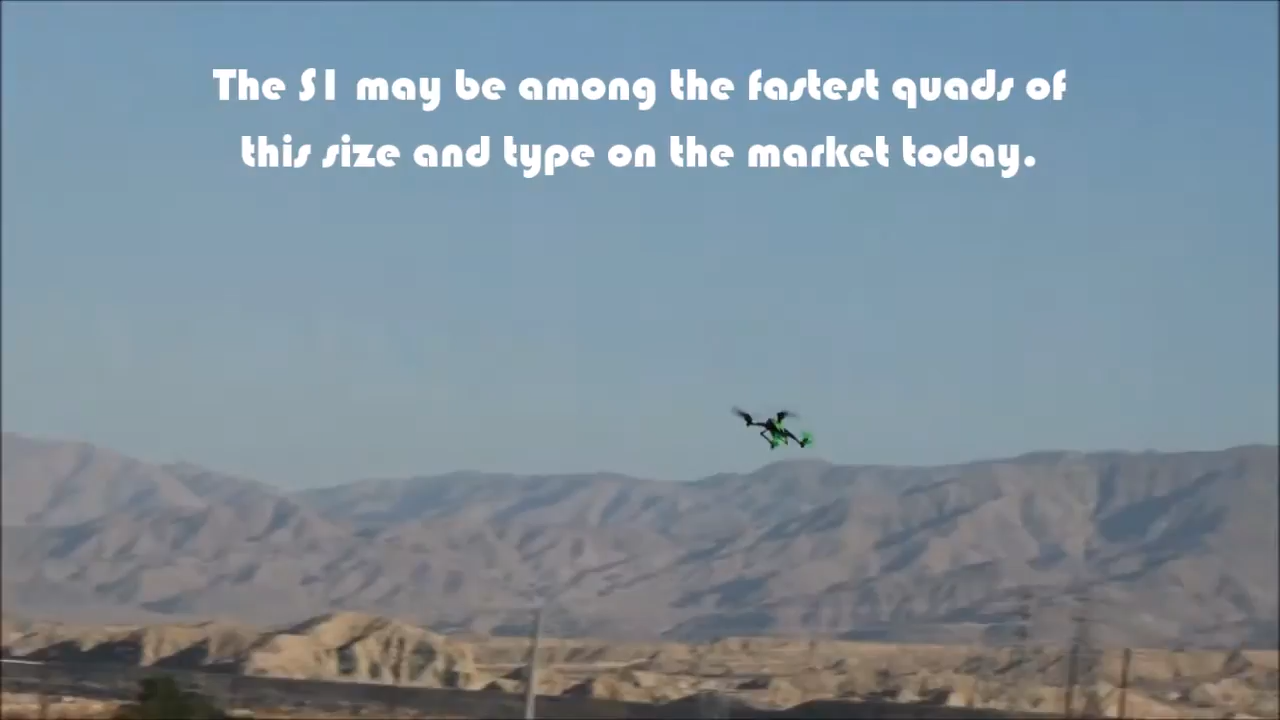 The S1 may be among the fastest quads of
this size and type on the market today.